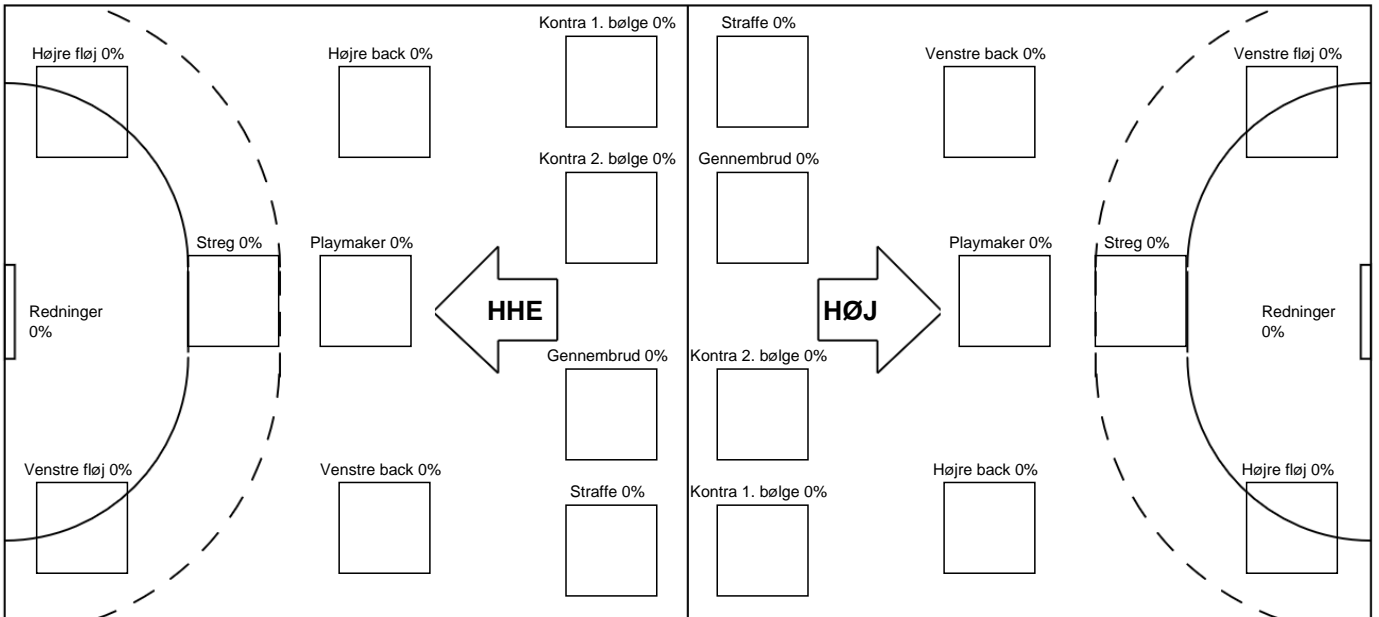 Kontra 1. bølge 0%
Straffe 0%
Højre fløj 0%
Højre back 0%
Venstre back 0%
Venstre fløj 0%
Kontra 2. bølge 0%
Gennembrud 0%
Streg 0%
Playmaker 0%
Playmaker 0%
Streg 0%
Redninger
0%
HHE
HØJ
Redninger
0%
Gennembrud 0%
Kontra 2. bølge 0%
Venstre fløj 0%
Venstre back 0%
Højre back 0%
Højre fløj 0%
Straffe 0%
Kontra 1. bølge 0%